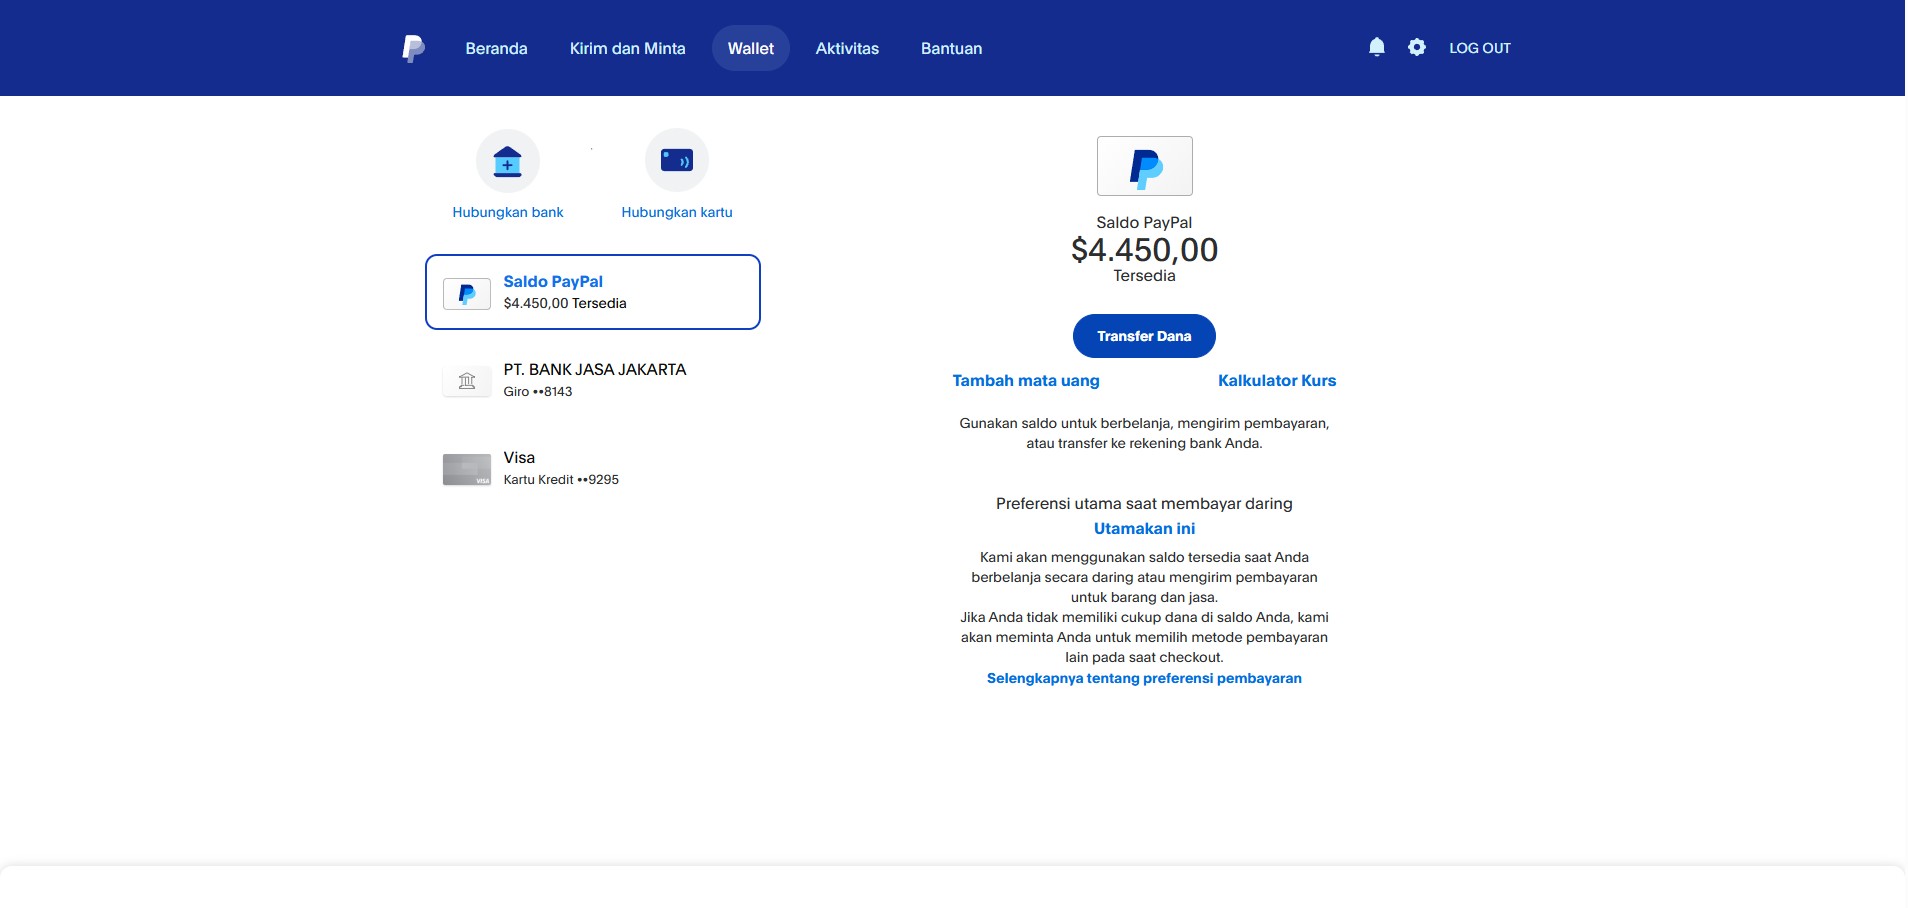 Beranda
Kirim dan Minta
Wallet
Aktivitas
Bantuan
LOG OUT
Hubungkan bank
Hubungkan kartu
Saldo PayPal
$4.450,00 Tersedia
PT. BANK JASA JAKARTA
Giro ••8143
VISA
Visa
Kartu Kredit ••9295
Saldo PayPal
$4.450,00
Tersedia
Transfer Dana
Tambah mata uang
Kalkulator Kurs
Gunakan saldo untuk berbelanja, mengirim pembayaran,
atau transfer ke rekening bank Anda.
Preferensi utama saat membayar daring
Utamakan ini
Kami akan menggunakan saldo tersedia saat Anda
berbelanja secara daring atau mengirim pembayaran
untuk barang dan jasa.
Jika Anda tidak memiliki cukup dana di saldo Anda, kami
akan meminta Anda untuk memilih metode pembayaran
lain pada saat checkout.
Selengkapnya tentang preferensi pembayaran